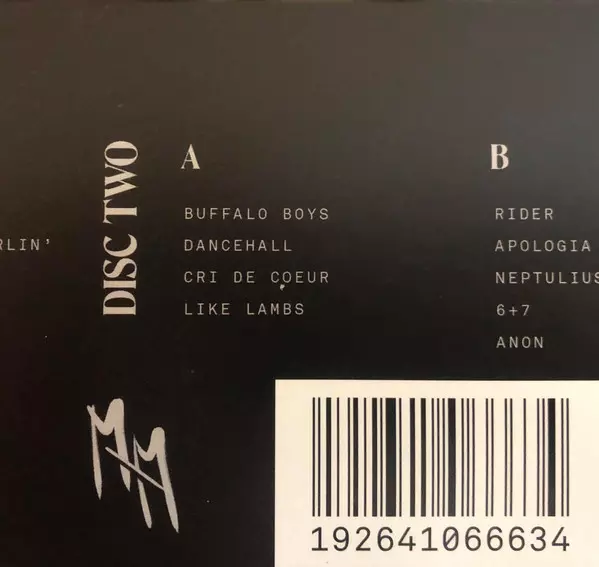 RLIN'
DISC TWO
A
BUFFALO BOYS
DANCEHALL
CRI DE COEUR
LIKE LAMBS
B
RIDER
APOLOGIA
NEPTULIUS
6+7
ANON
M/M
192641066634